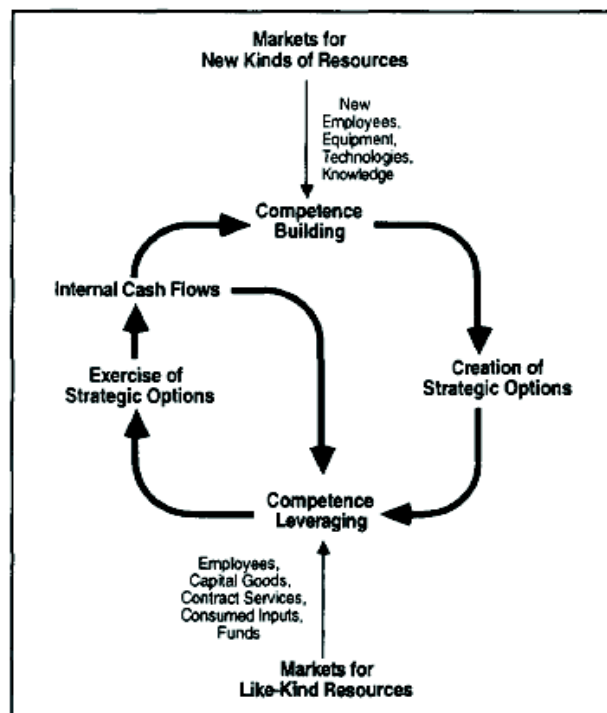 Markets for
New Kinds of Resources
New
Employees,
Equipment,
Technologies,
Knowledge
Competence
Building
Internal Cash Flows
Exercise of
Strategic Options
Creation of
Strategic Options
Competence
Leveraging
Employees,
Capital Goods,
Contract Services,
Consumed Inputs,
Funds
Markets for
Like-Kind Resources